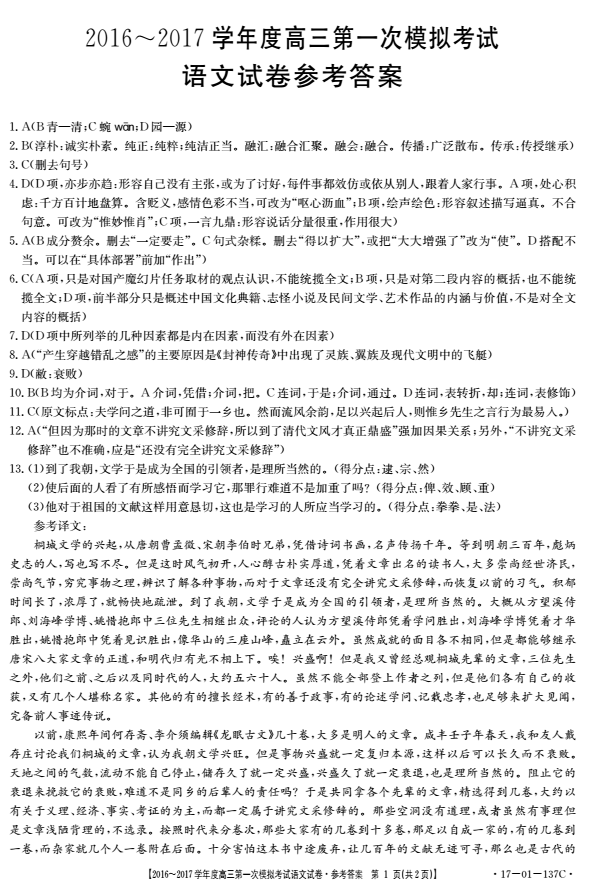 2016～2017 学年度高三第一次模拟考试
语文试卷参考答案
1. A(B 青—清;C 蜿 wān;D 园—源)
2. B(淳朴:诚实朴素。纯正:纯粹;纯洁正当。融汇:融合汇聚。融会:融合。传播:广泛散布。传承:传授继承)
3. C(删去句号)
4. D(D 项,亦步亦趋:形容自己没有主张,或为了讨好,每件事都效仿或依从别人,跟着人家行事。A 项,处心积
虑:千方百计地盘算。含贬义,感情色彩不当,可改为“呕心沥血”;B 项,绘声绘色:形容叙述描写逼真。不合
句意。可改为“惟妙惟肖”;C 项,一言九鼎:形容说话分量很重,作用很大)
5. A(B 成分赘余。删去“一定要走”。C 句式杂糅。删去“得以扩大”,或把“大大增强了”改为“使”。D 搭配不
当。可以在“具体部署”前加“作出”)
6. C(A 项,只是对国产魔幻片任务取材的观点认识,不能统揽全文;B 项,只是对第二段内容的概括,也不能统
揽全文;D 项,前半部分只是概述中国文化典籍、志怪小说及民间文学、艺术作品的内涵与价值,不是对全文
内容的概括)
7. D(D 项中所列举的几种因素都是内在因素,而没有外在因素)
8. A(“产生穿越错乱之感”的主要原因是《封神传奇》中出现了灵族、翼族及现代文明中的飞艇)
9. D(敝:衰败)
10. B(B 均为介词,对于。A 介词,凭借;介词,把。C 连词,于是;介词,通过。D 连词,表转折,却;连词,表修饰)
11. C(原文标点:夫学问之道,非可囿于一乡也。然而流风余韵,足以兴起后人,则惟乡先生之言行为最易入。)
12. A(“但因为那时的文章不讲究文采修辞,所以到了清代文风才真正鼎盛”强加因果关系;另外,“不讲究文采
修辞”也不准确,应是“还没有完全讲究文采修辞”)
13. (1)到了我朝,文学于是成为全国的引领者,是理所当然的。(得分点:逮、宗、然)
(2)使后面的人看了有所感悟而学习它,那罪行难道不是加重了吗?(得分点:俾、效、顾、重)
(3)他对于祖国的文献这样用意恳切,这也是学习的人所应当学习的。(得分点:拳拳、是、法)
参考译文:
桐城文学的兴起,从唐朝曹孟徵、宋朝李伯时兄弟,凭借诗词书画,名声传扬千年。等到明朝三百年,彪炳
史志的人,写也写不尽。但是这时风气初开,人心醇古朴实厚道,凭着文章出名的读书人,大多崇尚经世济民,
崇尚气节,穷究事物之理,辨识了解各种事物,而对于文章还没有完全讲究文采修辞,而恢复以前的习气。积郁
时间长了,浓厚了,就畅快地疏泄。到了我朝,文学于是成为全国的引领者,是理所当然的。大概从方望溪侍
郎、刘海峰学博、姚惜抱郎中三位先生相继出众,评论的人认为方望溪侍郎凭着学问胜出,刘海峰学博凭着才华
胜出,姚惜抱郎中凭着见识胜出,像华山的三座山峰,矗立在云外。虽然成就的面目各不相同,但是都能够继承
唐宋八大家文章的正道,和明代归有光不相上下。唉!兴盛啊!但是我又曾经总观桐城先辈的文章,三位先生
之外,他们之前、之后以及同时代的人,大约五六十人。虽然不能全部登上作者之列,但是他们各有自己的收
获,又有几个人堪称名家。其他的有的擅长经术,有的善于政事,有的论述学问、记载忠孝,也足够来扩大见闻,
完备前人事迹传说。
以前,康熙年间何存斋、李介须编辑《龙眠古文》几十卷,大多是明人的文章。咸丰壬子年春天,我和友人戴
存庄讨论我们桐城的文章,认为我朝文学兴旺。但是事物兴盛就一定复归本源,这样以后可以长久而不衰败。
天地之间的气数,流动不能自己停止,储存久了就一定兴盛,兴盛久了就一定衰退,也是理所当然的。阻止它的
衰退来挽救它的衰败,难道不是同乡的后辈人的责任吗?于是共同拿各个先辈的文章,精选得到几卷,大约以
有关于义理、经济、事实、考证的为主,而都一定属于讲究文采修辞的。那些空洞没有道理,或者虽然有事理但
是文章浅陋背理的,不选录。按照时代来分卷次,那些大家有的几卷到十多卷,那足以自成一家的,有的几卷到
一卷,而杂家就几个人一卷附在后面。十分害怕这本书中途废弃,让几百年的文献无迹可寻,那么也是古代的
【2016～2017 学年度高三第一次模拟考试语文试卷·参考答案 第 1 页(共 2 页)】 ·17－01－137C·